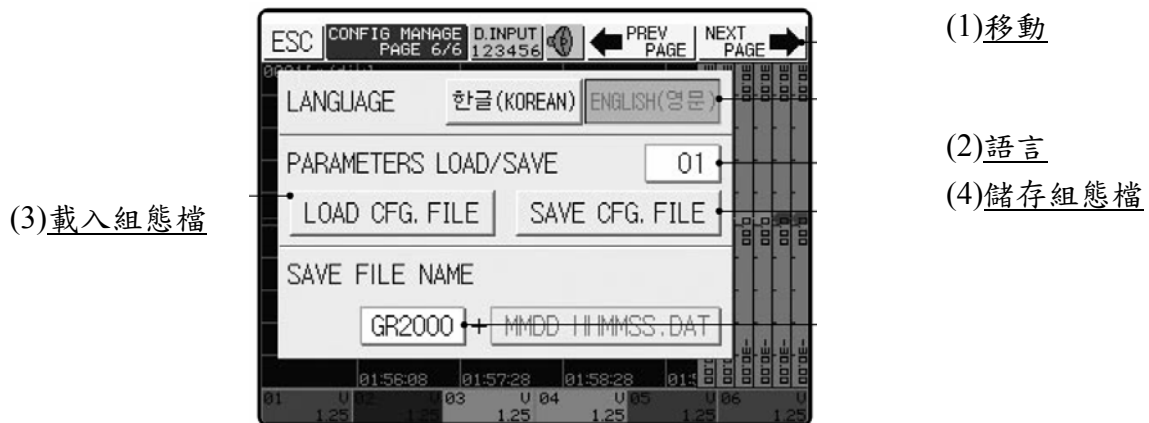 ESC CONFIG MANAGE PAGE 6/6 D.INPUT 123456 PREV PAGE NEXT PAGE
(1)移動
LANGUAGE 한글(KOREAN) ENGLISH(영문)
PARAMETERS LOAD/SAVE 01
(2)語言
(3)載入組態檔
LOAD CFG.FILE SAVE CFG.FILE
(4)儲存組態檔
SAVE FILE NAME
GR2000 + MMDD HHMMSS.DAT
01:56:08 01:57:28 01:58:28
01 U 02 U 03 U 04 U 05 U 06 U
1.25 1.25 1.25 1.25 1.25 1.25